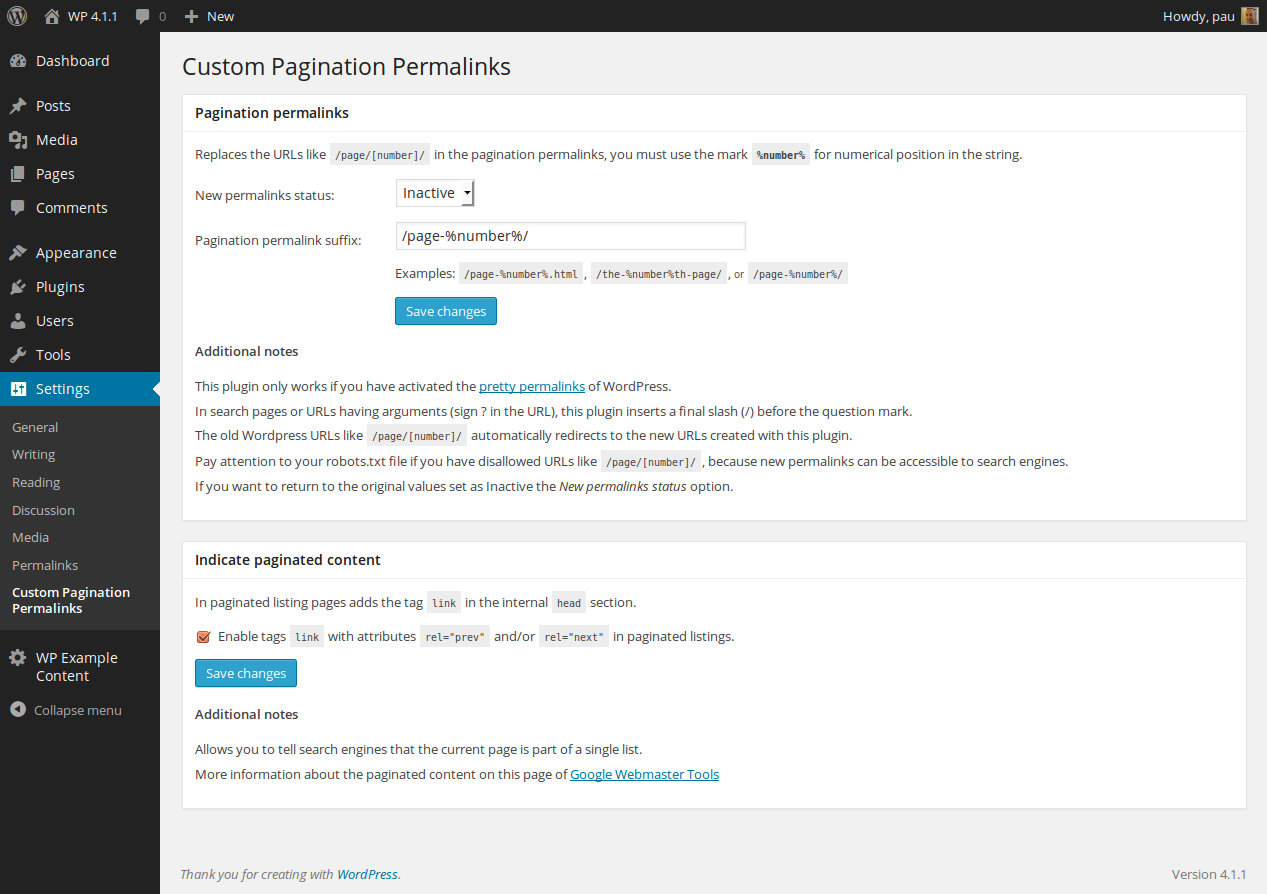 WP 4.1.1 0 New Howdy, pau
Dashboard
Posts
Media
Pages
Comments
Appearance
Plugins
Users
Tools
Settings
General
Writing
Reading
Discussion
Media
Permalinks
Custom Pagination
Permalinks
WP Example
Content
Collapse menu
Custom Pagination Permalinks
Pagination permalinks
Replaces the URLs like /page/[number]/ in the pagination permalinks, you must use the mark %number% for numerical position in the string.
New permalinks status: Inactive
Pagination permalink suffix: /page-%number%/
Examples: /page-%number%.html , /the-%number%th-page/ , or /page-%number%/
Save changes
Additional notes
This plugin only works if you have activated the pretty permalinks of WordPress.
In search pages or URLs having arguments (sign ? in the URL), this plugin inserts a final slash (/) before the question mark.
The old Wordpress URLs like /page/[number]/ automatically redirects to the new URLs created with this plugin.
Pay attention to your robots.txt file if you have disallowed URLs like /page/[number]/ , because new permalinks can be accessible to search engines.
If you want to return to the original values set as Inactive the New permalinks status option.
Indicate paginated content
In paginated listing pages adds the tag link in the internal head section.
Enable tags link with attributes rel="prev" and/or rel="next" in paginated listings.
Save changes
Additional notes
Allows you to tell search engines that the current page is part of a single list.
More information about the paginated content on this page of Google Webmaster Tools
Thank you for creating with WordPress. Version 4.1.1